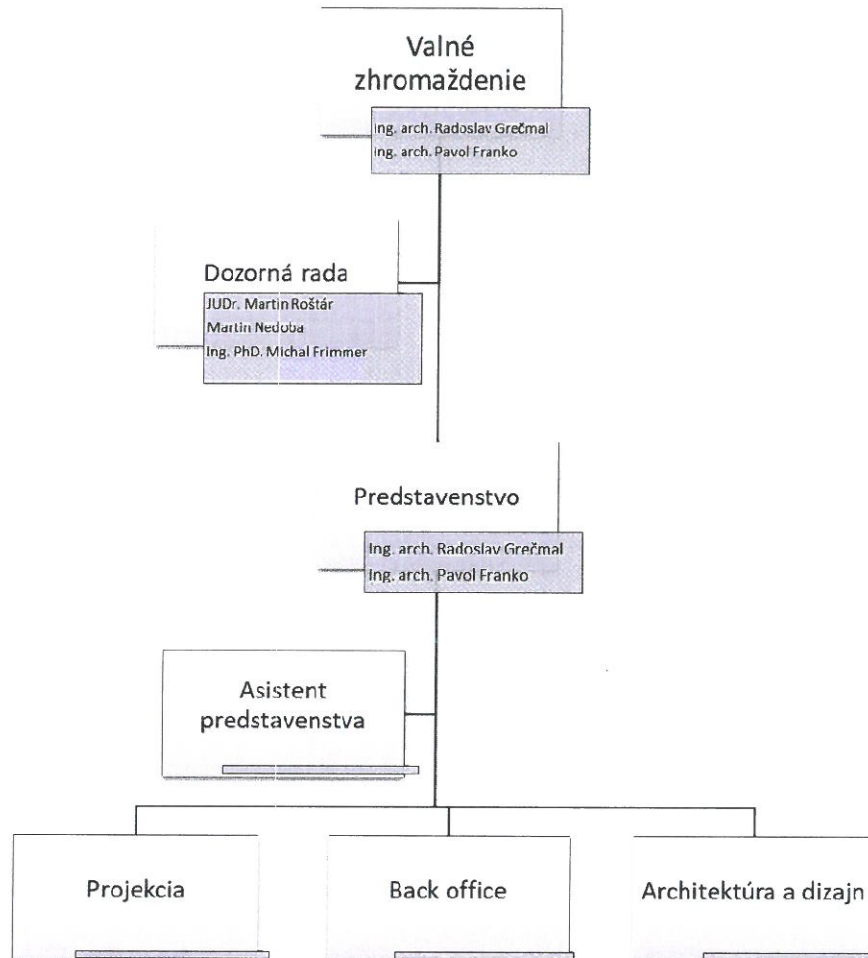 Valné
zhromaždenie
Ing. arch. Radoslav Grečmal
Ing. arch. Pavol Franko
Dozorná rada
JUDr. Martin Roštár
Martin Nedoba
Ing. PhD. Michal Frimmer
Predstavenstvo
Ing. arch. Radoslav Grečmal
Ing. arch. Pavol Franko
Asistent
predstavenstva
Projekcia
Back office
Architektúra a dizajn